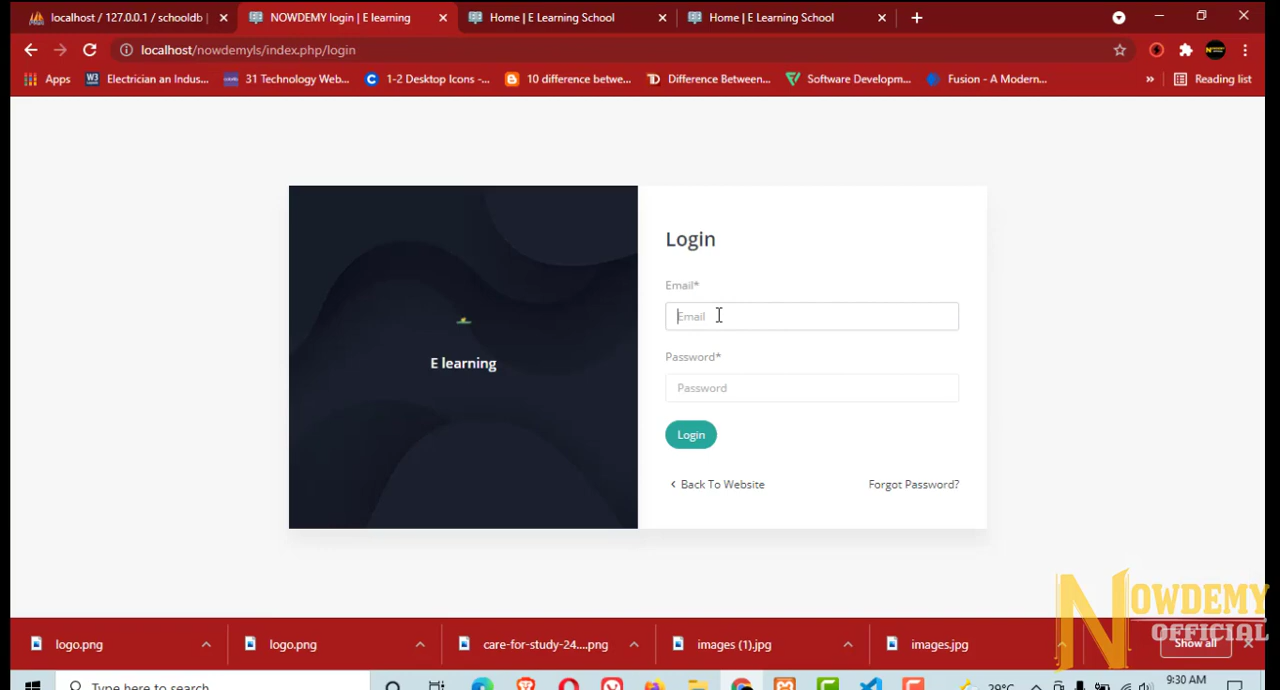 localhost / 127.0.0.1 / schooldb |
NOWDEMY login | E learning
Home | E Learning School
Home | E Learning School
localhost/nowdemyls/index.php/login
Apps
Electrician an Indus...
31 Technology Web...
1-2 Desktop Icons -...
10 difference betwe...
Difference Between...
Software Developm...
Fusion - A Modern...
»
Reading list
E learning
Login
Email*
Email
Password*
Password
Login
Back To Website
Forgot Password?
NOWDEMY
OFFICIAL
logo.png
logo.png
care-for-study-24....png
images (1).jpg
images.jpg
Show all
Type here to search
29°C
9:30 AM